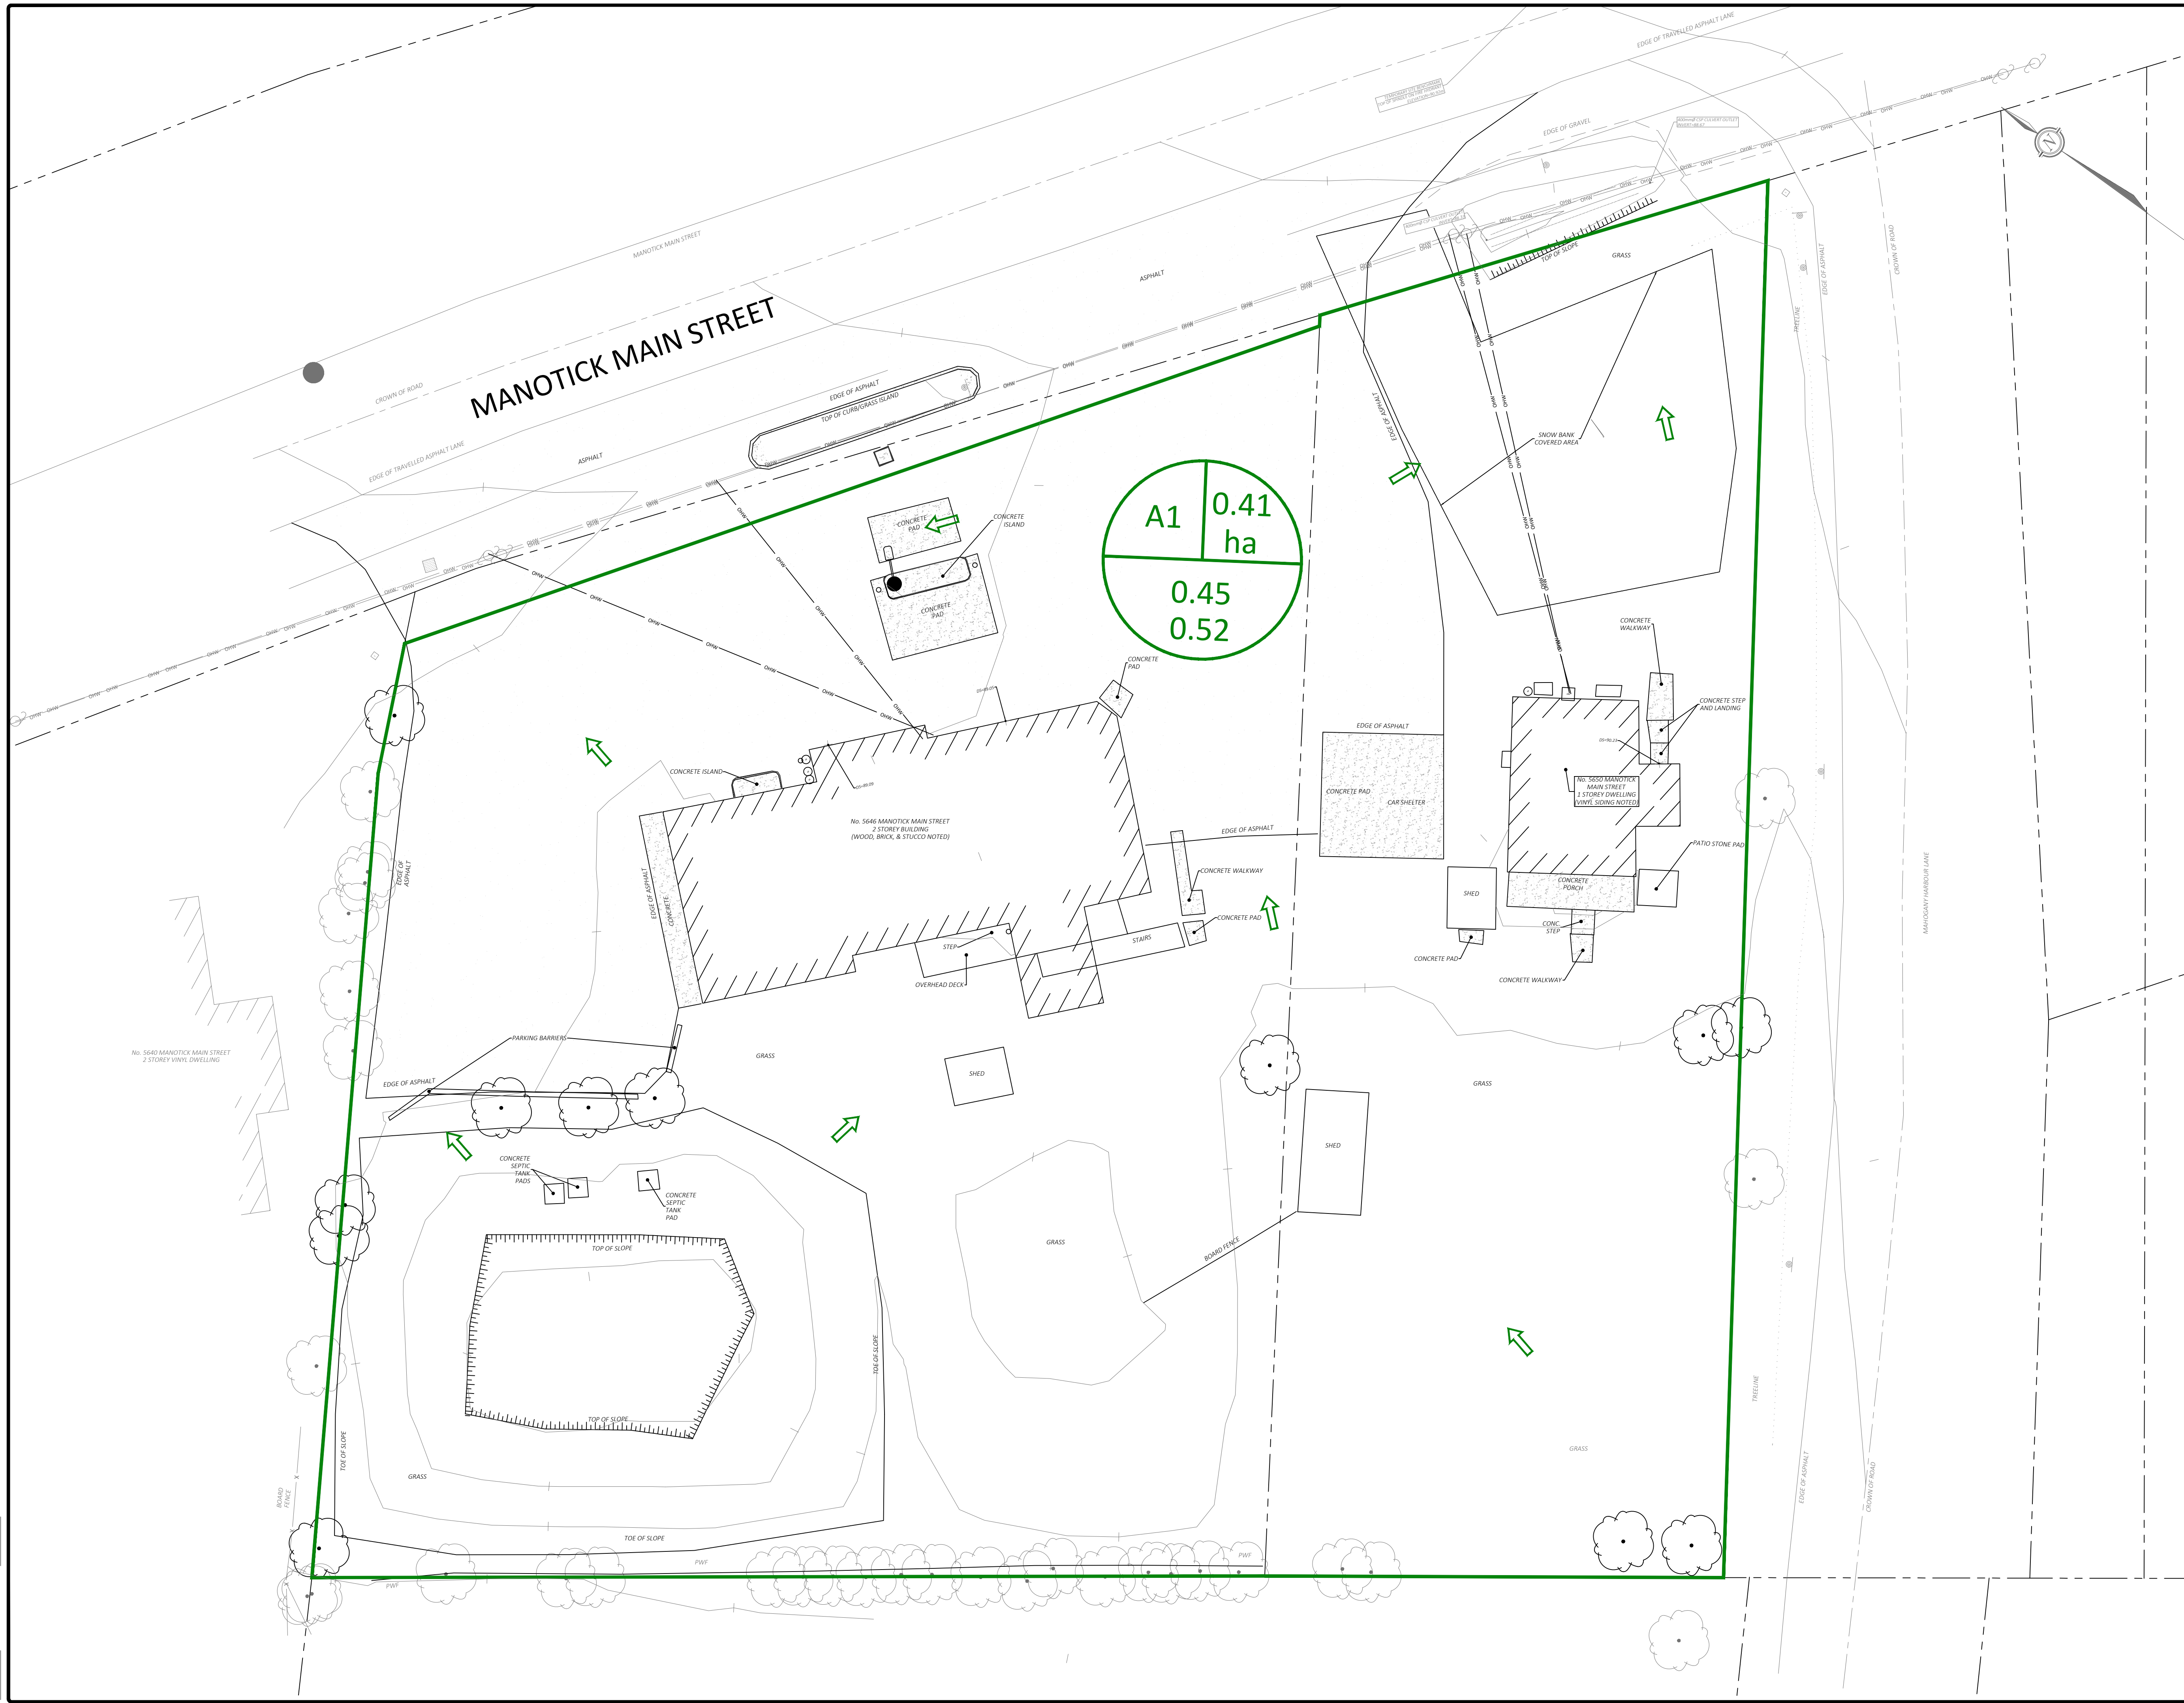 EDGE OF TRAVELLED ASPHALT LANE
EDGE OF GRAVEL
N
MANOTICK MAIN STREET
MANOTICK MAIN STREET
CROWN OF ROAD
EDGE OF TRAVELLED ASPHALT LANE
ASPHALT
ASPHALT
EDGE OF ASPHALT
TOP OF CURB/GRASS ISLAND
TOP OF SLOPE
GRASS
EDGE OF ASPHALT
CROWN OF ROAD
TREELINE
EDGE OF ASPHALT
SNOW BANK
COVERED AREA
A1
0.41
ha
0.45
0.52
CONCRETE
PAD
CONCRETE
ISLAND
CONCRETE
PAD
CONCRETE
PAD
CONCRETE
WALKWAY
CONCRETE STEP
AND LANDING
EDGE OF ASPHALT
CONCRETE PAD
CAR SHELTER
No. 5650 MANOTICK
MAIN STREET
1 STOREY DWELLING
(VINYL SIDING NOTED)
CONCRETE ISLAND
No. 5646 MANOTICK MAIN STREET
2 STOREY BUILDING
(WOOD, BRICK, & STUCCO NOTED)
EDGE OF ASPHALT
PATIO STONE PAD
EDGE OF
ASPHALT
EDGE OF ASPHALT
CONCRETE
CONCRETE WALKWAY
CONCRETE PAD
STAIRS
STEP
OVERHEAD DECK
SHED
CONCRETE
PORCH
CONC.
STEP
CONCRETE PAD
CONCRETE WALKWAY
MAHOGANY HARBOUR LANE
No. 5640 MANOTICK MAIN STREET
2 STOREY VINYL DWELLING
PARKING BARRIERS
EDGE OF ASPHALT
GRASS
SHED
GRASS
SHED
CONCRETE
SEPTIC
TANK
PADS
CONCRETE
SEPTIC
TANK
PAD
TOP OF SLOPE
GRASS
BOARD FENCE
TOE OF SLOPE
TOP OF SLOPE
TOE OF SLOPE
GRASS
BOARD
FENCE
X
TOE OF SLOPE
PWF
PWF
PWF
GRASS
TREELINE
EDGE OF ASPHALT
CROWN OF ROAD